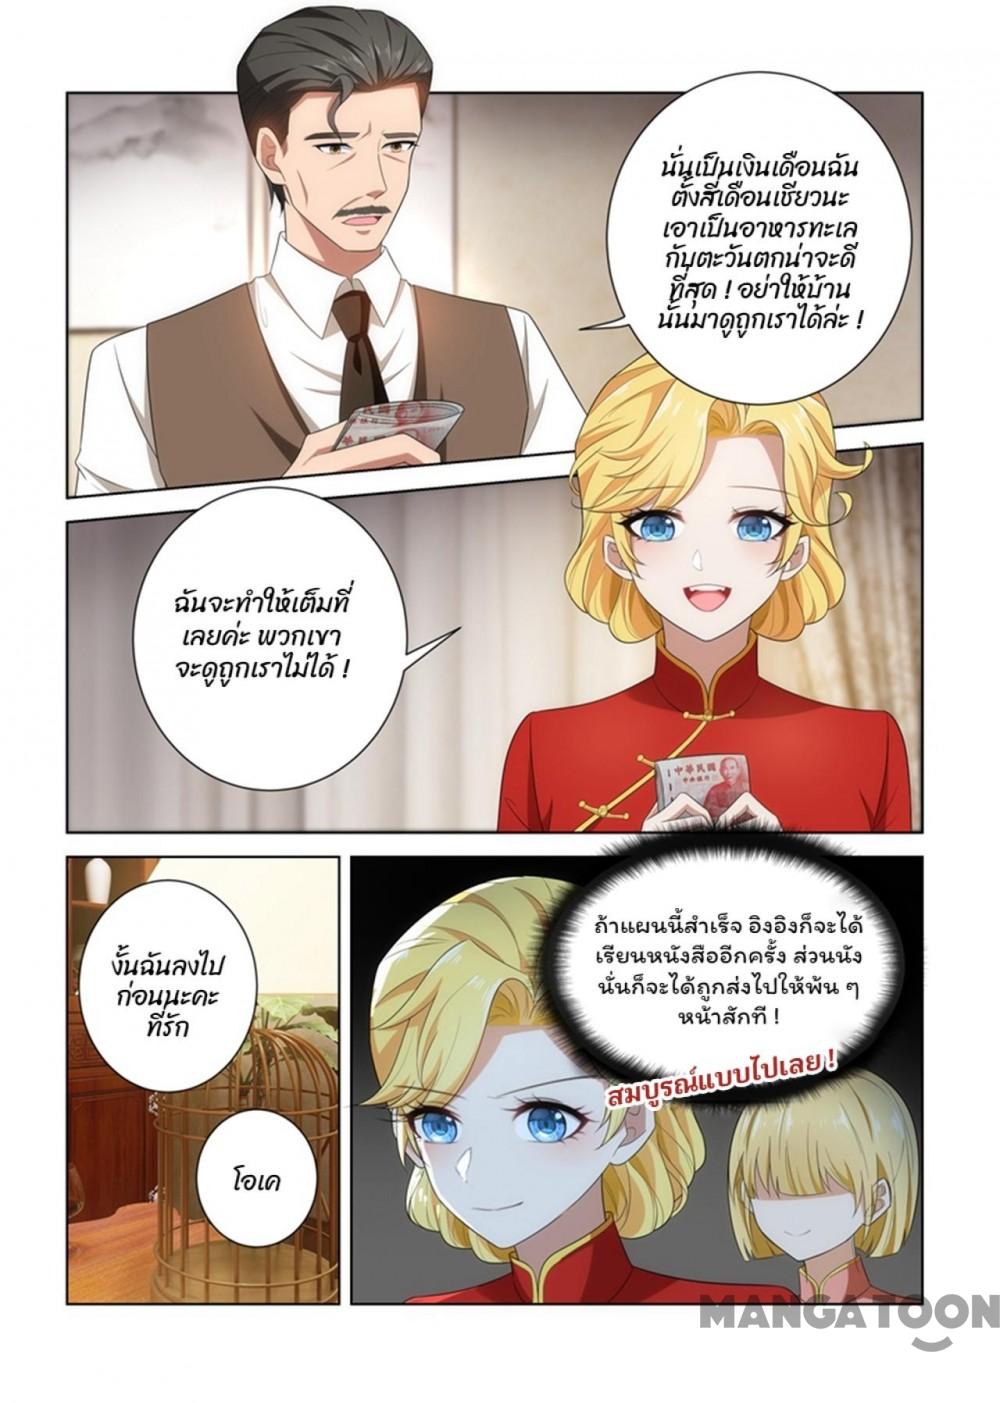 นั่นเป็นเงินเดือนฉัน
ตั้งสี่เดือนเชียวนะ
เอาเป็นอาหารทะเล
กับตะวันตกน่าจะดี
ที่สุด ! อย่าให้บ้าน
นั้นมาดูถูกเราได้ล่ะ !
ฉันจะทำให้เต็มที่
เลยค่ะ พวกเขา
จะดูถูกเราไม่ได้ !
中華民國
งั้นฉันลงไป
ก่อนนะคะ
ที่รัก
โอเค
ถ้าแผนนี้สำเร็จ อิงอิงก็จะได้
เรียนหนังสืออีกครั้ง ส่วนนัง
นั่นก็จะได้ถูกส่งไปให้พ้น ๆ
หน้าสักที !
สมบูรณ์แบบไปเลย !
MANGATOON